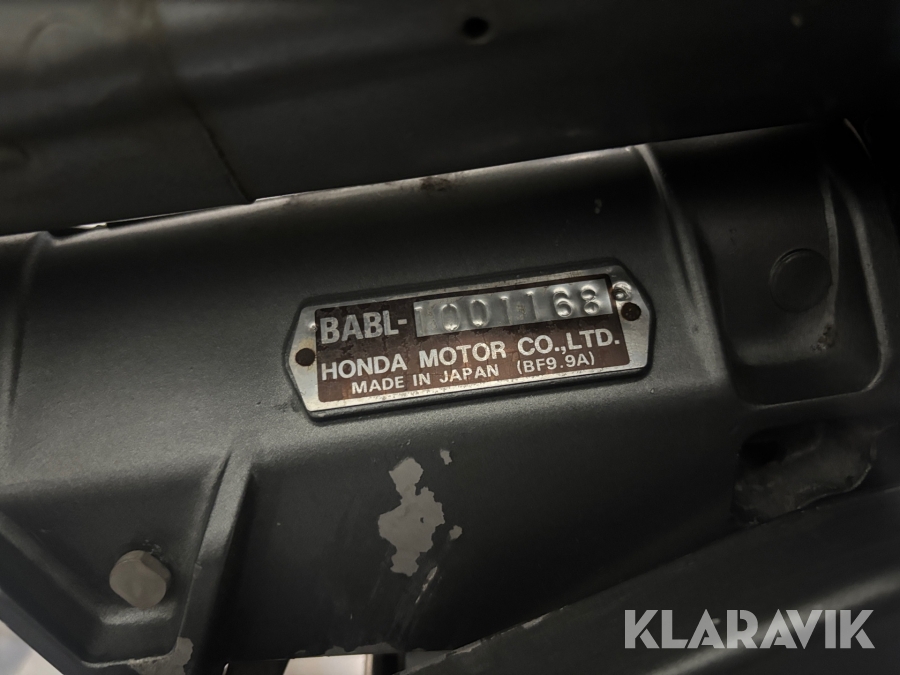 BABL-1001168
HONDA MOTOR CO.,LTD.
MADE IN JAPAN (BF9.9A)
KLARAVIK